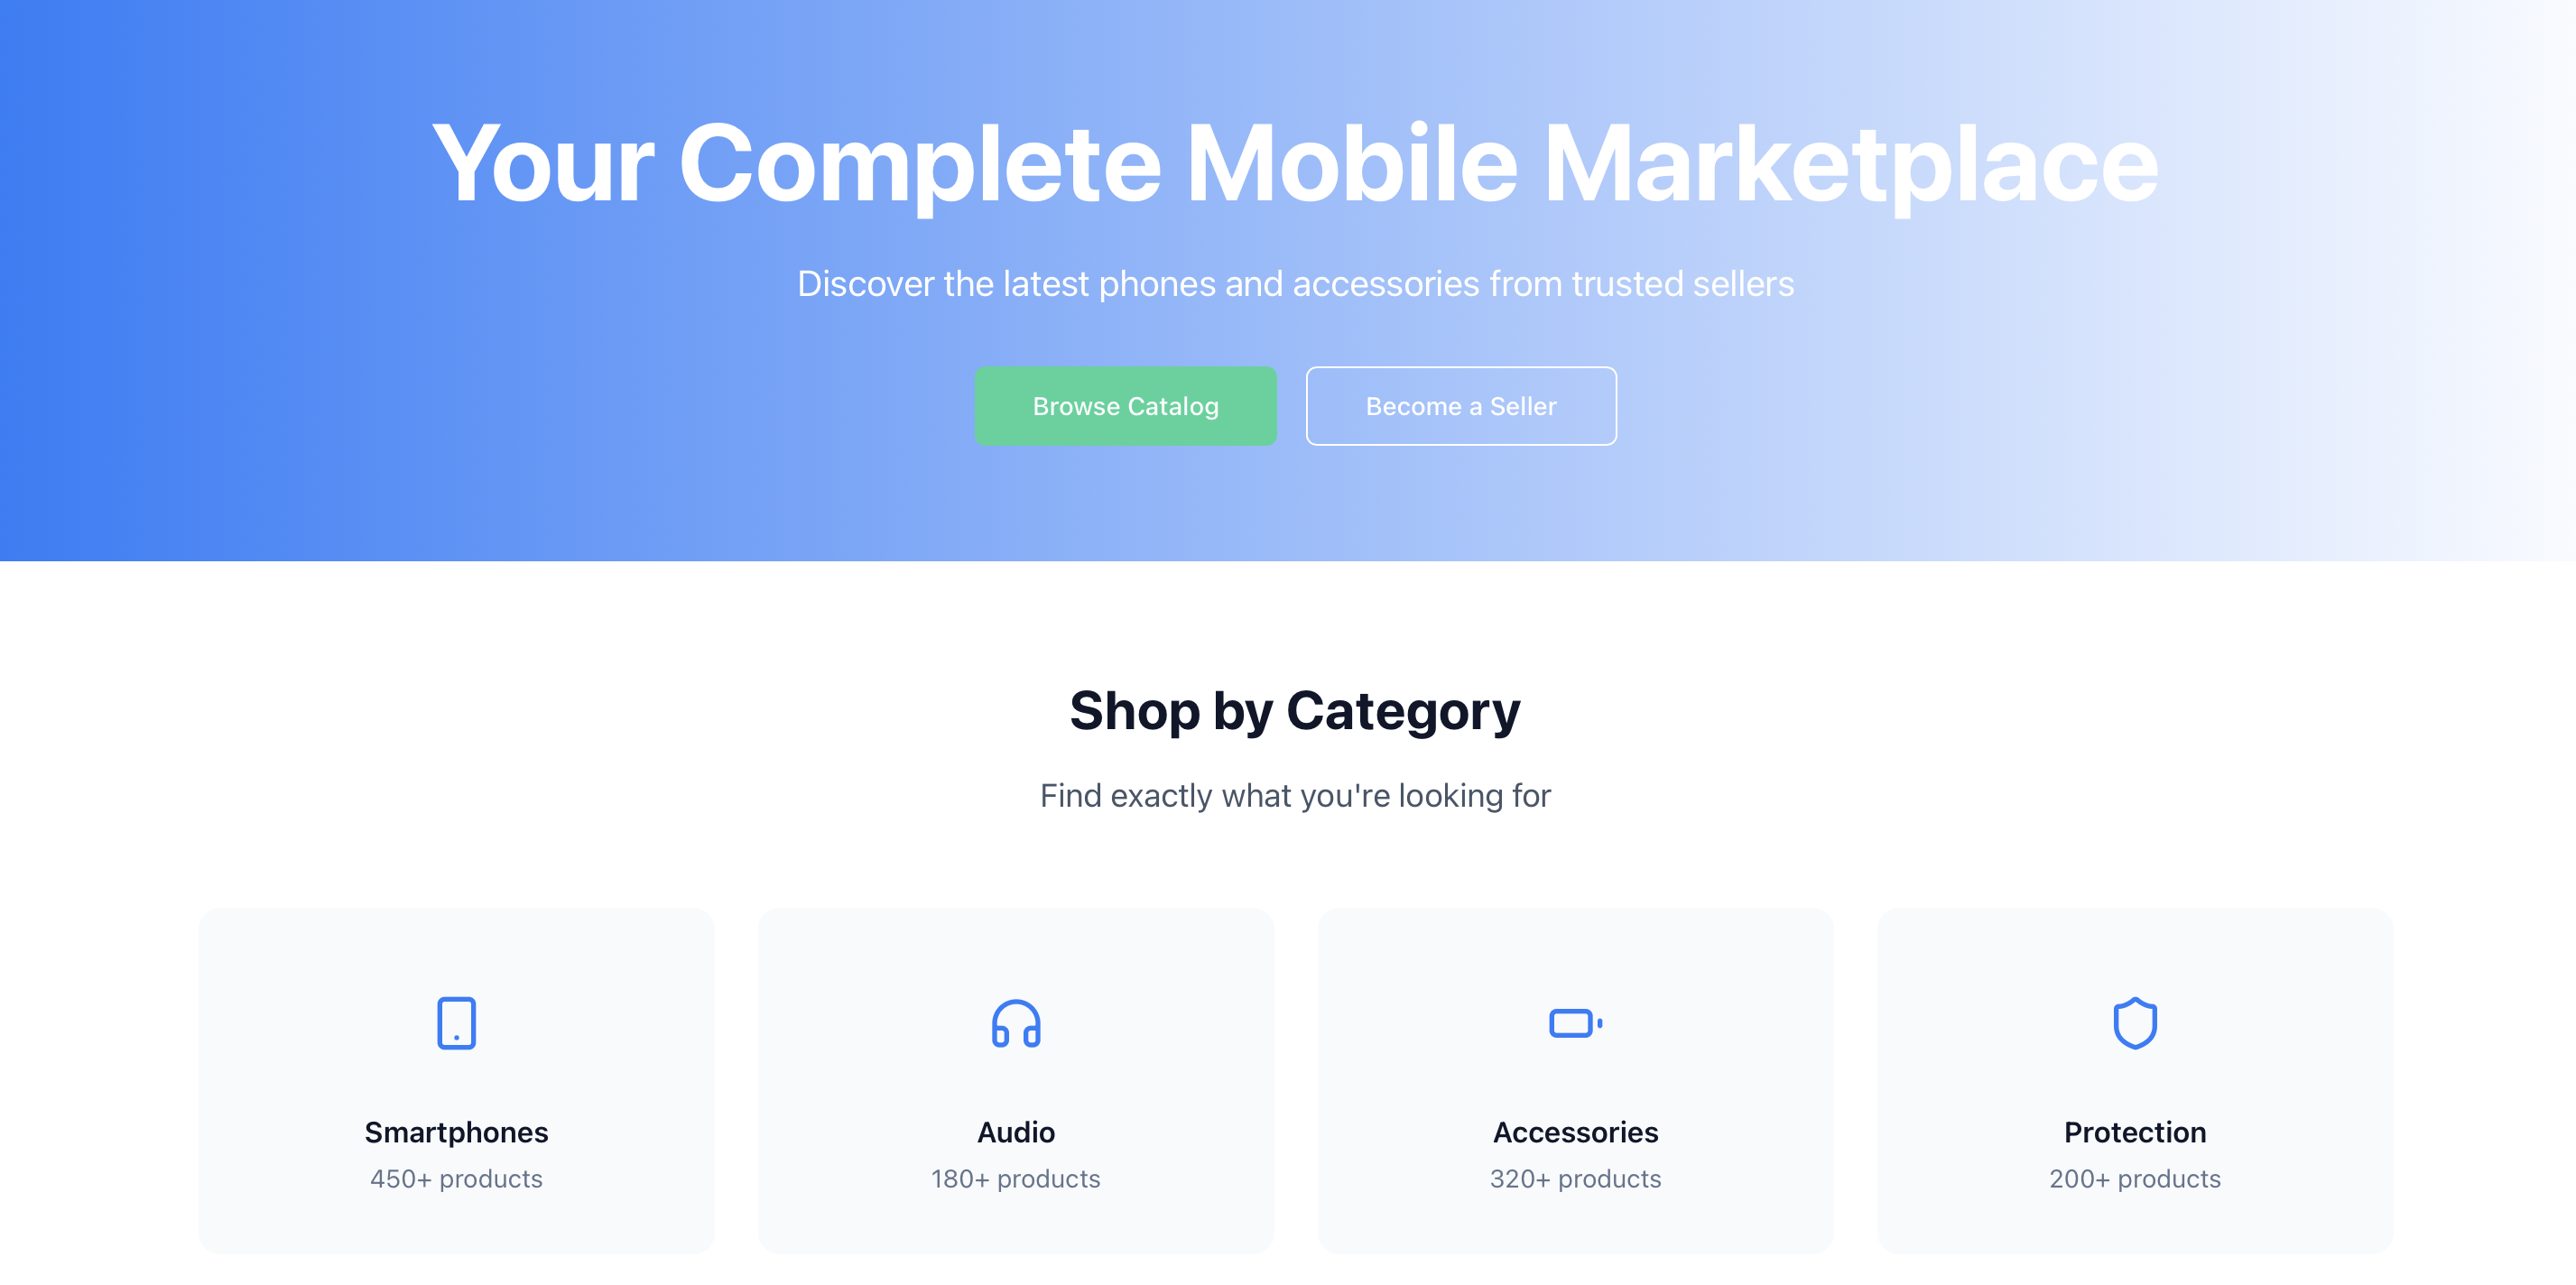 Your Complete Mobile Marketplace
Discover the latest phones and accessories from trusted sellers
Browse Catalog
Become a Seller
Shop by Category
Find exactly what you're looking for
Smartphones
450+ products
Audio
180+ products
Accessories
320+ products
Protection
200+ products